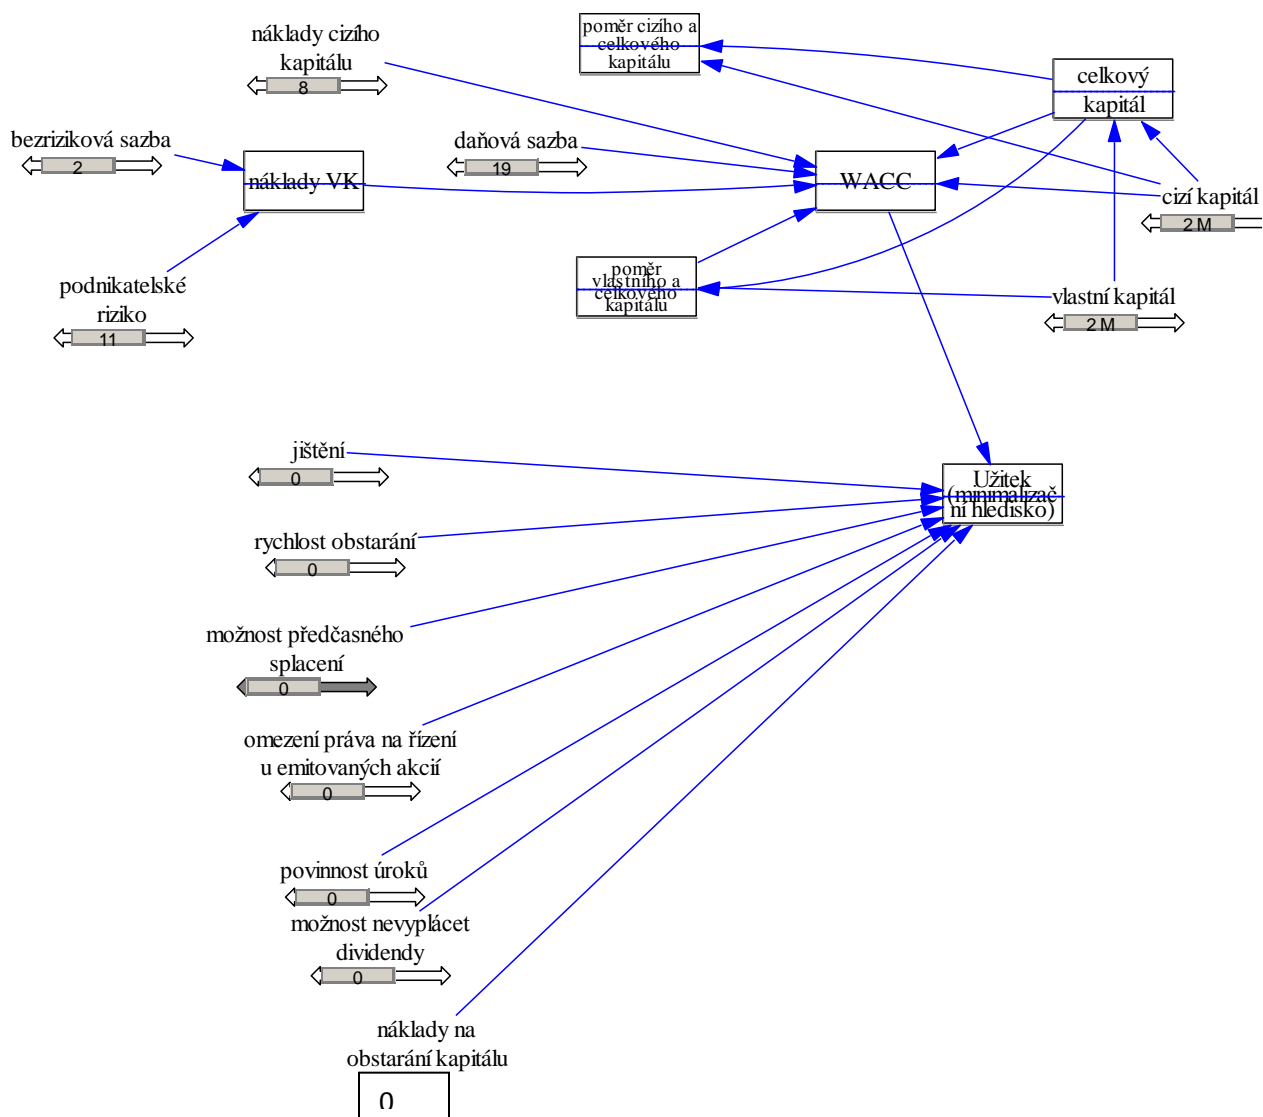 náklady cizího
kapitálu
8
poměr cizího a
celkového
kapitálu
celkový
kapitál
bezriziková sazba
2
daňová sazba
19
náklady VK
WACC
cizí kapitál
2 M
podnikatelské
riziko
11
poměr
vlastního a
celkového
kapitálu
vlastní kapitál
2 M
jištění
0
Užitek
(minimalizač
ní hledisko)
rychlost obstarání
0
možnost předčasného
splacení
0
omezení práva na řízení
u emitovaných akcií
0
povinnost úroků
0
možnost nevyplácet
dividendy
0
náklady na
obstarání kapitálu
0